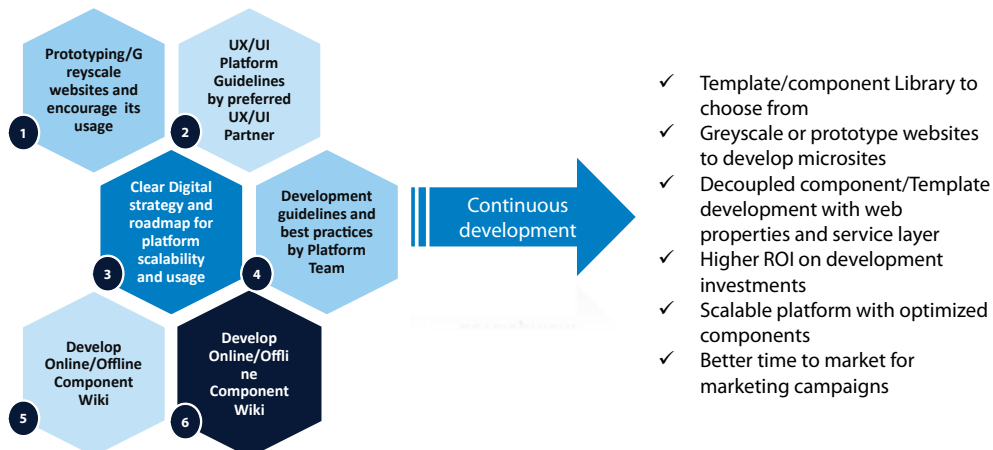 Prototyping/G
reyscale
websites and
encourage its
usage
1
UX/UI
Platform
Guidelines
by preferred
UX/UI
Partner
2
Clear Digital
strategy and
roadmap for
platform
scalability
and usage
3
Development
guidelines and
best practices
by Platform
Team
4
Develop
Online/Offline
Component
Wiki
5
Develop
Online/Offli
ne
Component
Wiki
6
Continuous
development
✓ Template/component Library to
choose from
✓ Greyscale or prototype websites
to develop microsites
✓ Decoupled component/Template
development with web
properties and service layer
✓ Higher ROI on development
investments
✓ Scalable platform with optimized
components
✓ Better time to market for
marketing campaigns